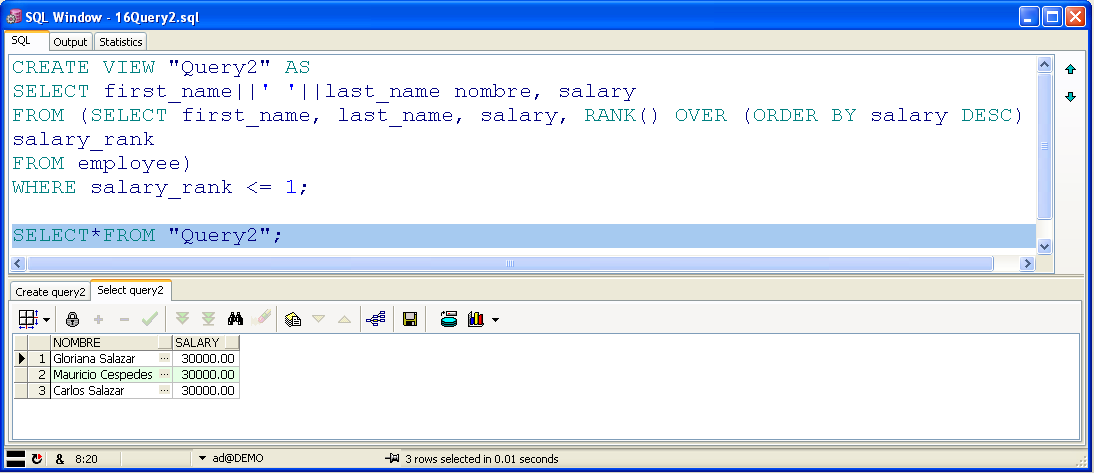 SQL Window - 16Query2.sql
SQL Output Statistics
CREATE VIEW "Query2" AS
SELECT first_name||' '||last_name nombre, salary
FROM (SELECT first_name, last_name, salary, RANK() OVER (ORDER BY salary DESC)
salary_rank
FROM employee)
WHERE salary_rank <= 1;
SELECT*FROM "Query2";
Create query2 Select query2
NOMBRE SALARY
1 Gloriana Salazar ... 30000.00
2 Mauricio Cespedes ... 30000.00
3 Carlos Salazar ... 30000.00
& 8:20 ad@DEMO 3 rows selected in 0.01 seconds